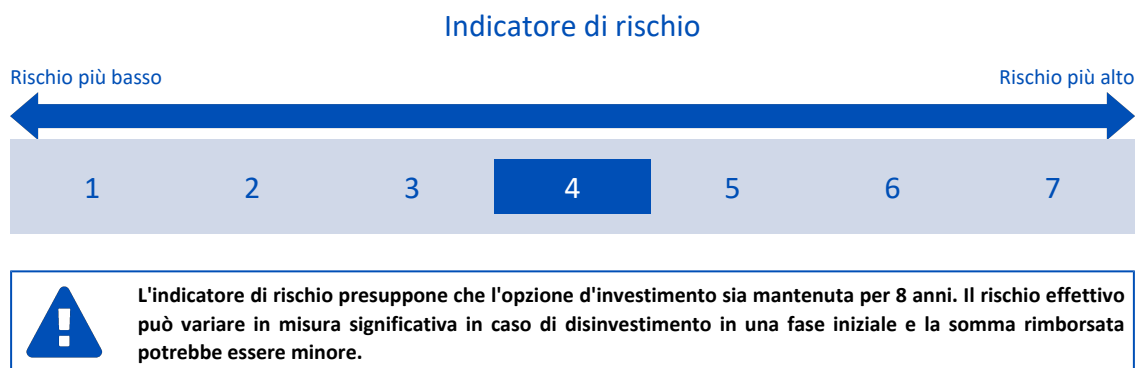 Indicatore di rischio
Rischio più basso
Rischio più alto
1 2 3 4 5 6 7
L'indicatore di rischio presuppone che l'opzione d'investimento sia mantenuta per 8 anni. Il rischio effettivo
può variare in misura significativa in caso di disinvestimento in una fase iniziale e la somma rimborsata
potrebbe essere minore.